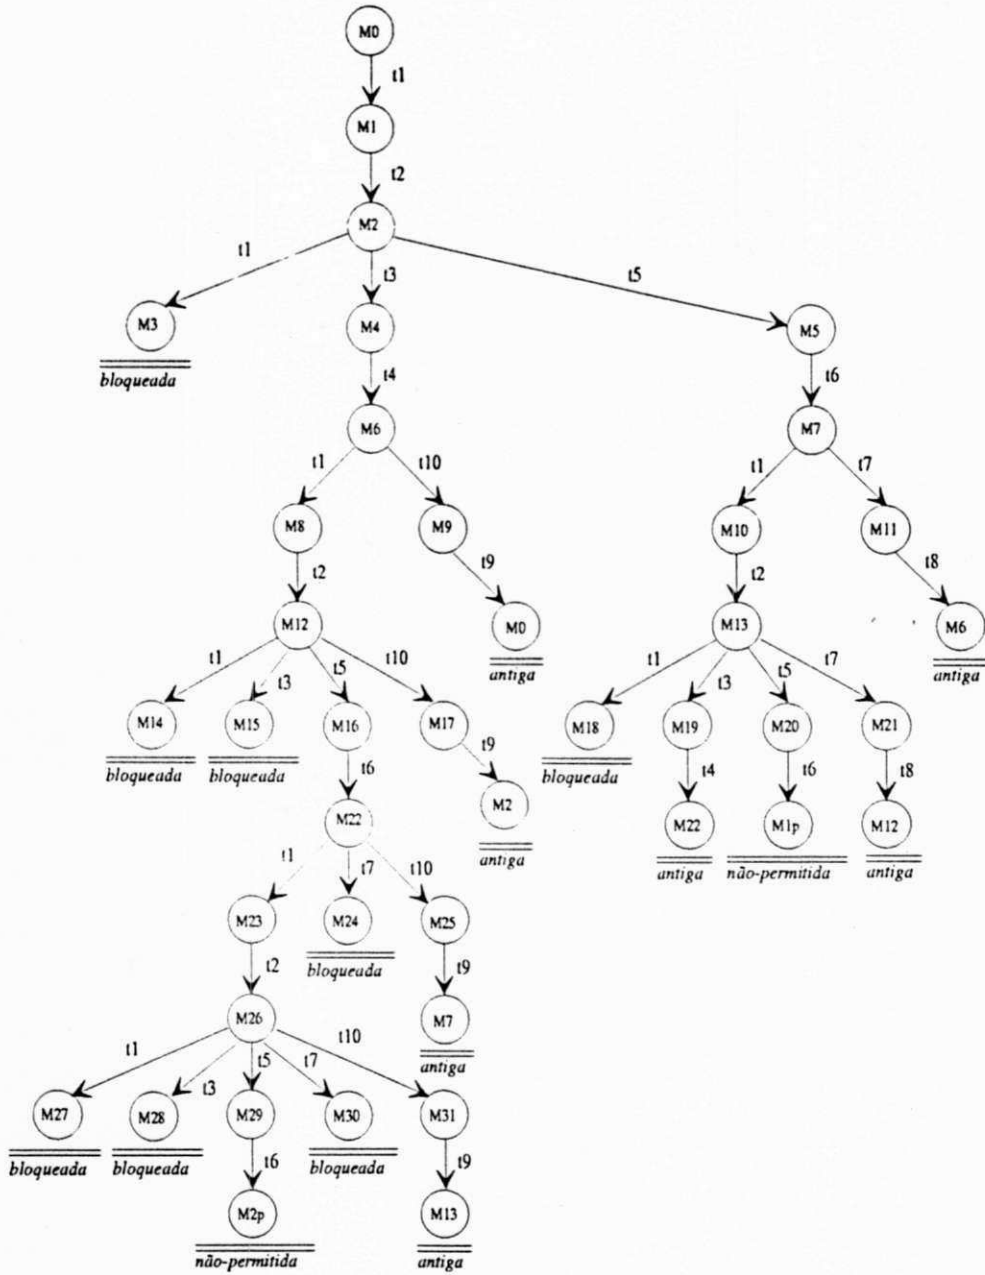 M0
t1
M1
t2
M2
t1
t3
t5
M3
M4
M5
bloqueada
t4
t6
M6
M7
t1
t10
t1
t7
M8
M9
M10
M11
t2
t9
t2
t8
M12
M0
M13
M6
antiga
antiga
t1
t3
t5
t10
t1
t3
t5
t7
M14
M15
M16
M17
M18
M19
M20
M21
bloqueada
bloqueada
bloqueada
t6
t9
t4
t6
t8
M22
M2
M22
M1p
M12
antiga
antiga
não-permitida
antiga
t1
t7
t10
M23
M24
M25
bloqueada
t2
t9
M26
M7
antiga
t1
t3
t5
t7
t10
M27
M28
M29
M30
M31
bloqueada
bloqueada
bloqueada
t6
t9
M2p
M13
não-permitida
antiga